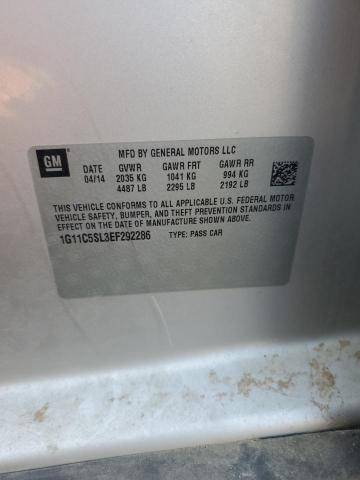 GM
MFD BY GENERAL MOTORS LLC
DATE GVWR GAWR FRT GAWR RR
04/14 2035 KG 1041 KG 994 KG
4487 LB 2295 LB 2192 LB
THIS VEHICLE CONFORMS TO ALL APPLICABLE U.S. FEDERAL MOTOR
VEHICLE SAFETY, BUMPER, AND THEFT PREVENTION STANDARDS IN
EFFECT ON THE DATE OF MANUFACTURE SHOWN ABOVE.
1G11C5SL3EF292286 TYPE: PASS CAR